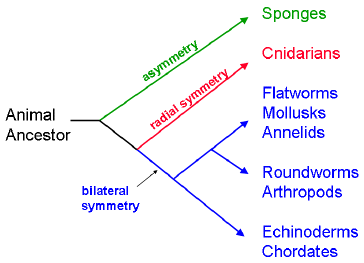 Sponges
asymmetry
Cnidarians
radial symmetry
Animal
Ancestor
Flatworms
Mollusks
Annelids
bilateral
symmetry
Roundworms
Arthropods
Echinoderms
Chordates